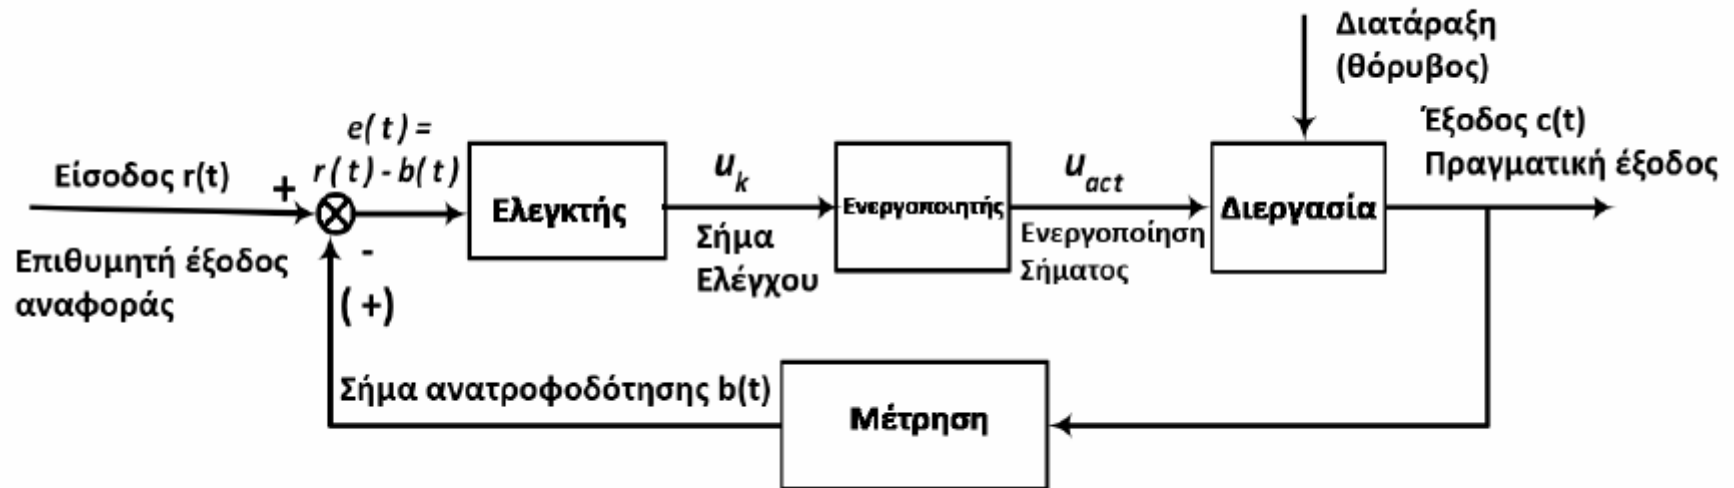 Διατάραξη
(θόρυβος)
Έξοδος c(t)
Πραγματική έξοδος
e(t) =
r(t) - b(t)
Είσοδος r(t)
+
Επιθυμητή έξοδος
αναφοράς
-
(+)
Ελεγκτής
u_k
Σήμα
Ελέγχου
Ενεργοποιητής
u_act
Ενεργοποίηση
Σήματος
Διεργασία
Σήμα ανατροφοδότησης b(t)
Μέτρηση